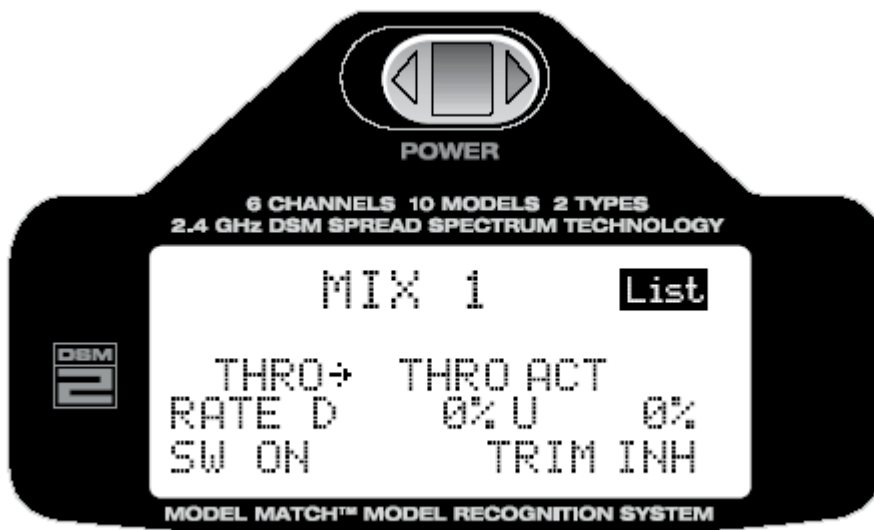 POWER
6 CHANNELS 10 MODELS 2 TYPES
2.4 GHz DSM SPREAD SPECTRUM TECHNOLOGY
MIX 1 List
DSM
2
THRO→ THRO ACT
RATE D 0% U 0%
SW ON TRIM INH
MODEL MATCH™ MODEL RECOGNITION SYSTEM